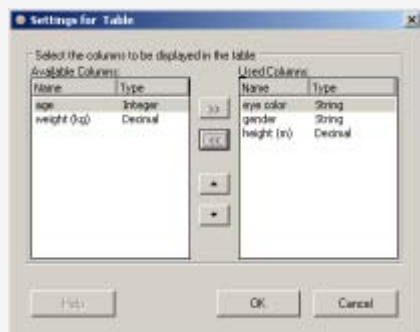 Settings for Table
Select the columns to be displayed in the table
Available Columns: Used Columns:
Name Type Name Type
age Integer eye color String
weight (kg) Decimal gender String
height (m) Decimal
>>
<<
Help OK Cancel